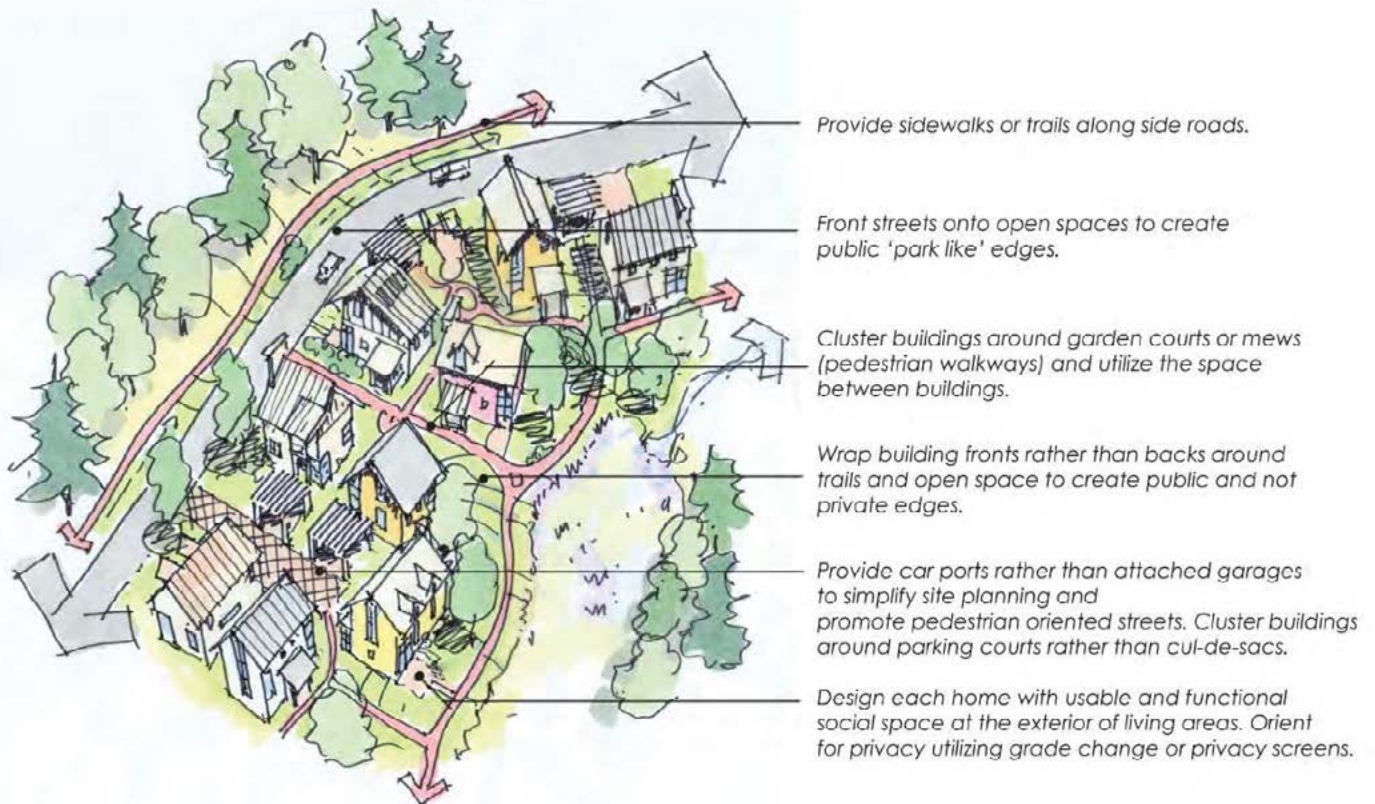 Provide sidewalks or trails along side roads.
Front streets onto open spaces to create
public ‘park like’ edges.
Cluster buildings around garden courts or mews
(pedestrian walkways) and utilize the space
between buildings.
Wrap building fronts rather than backs around
trails and open space to create public and not
private edges.
Provide car ports rather than attached garages
to simplify site planning and
promote pedestrian oriented streets. Cluster buildings
around parking courts rather than cul-de-sacs.
Design each home with usable and functional
social space at the exterior of living areas. Orient
for privacy utilizing grade change or privacy screens.